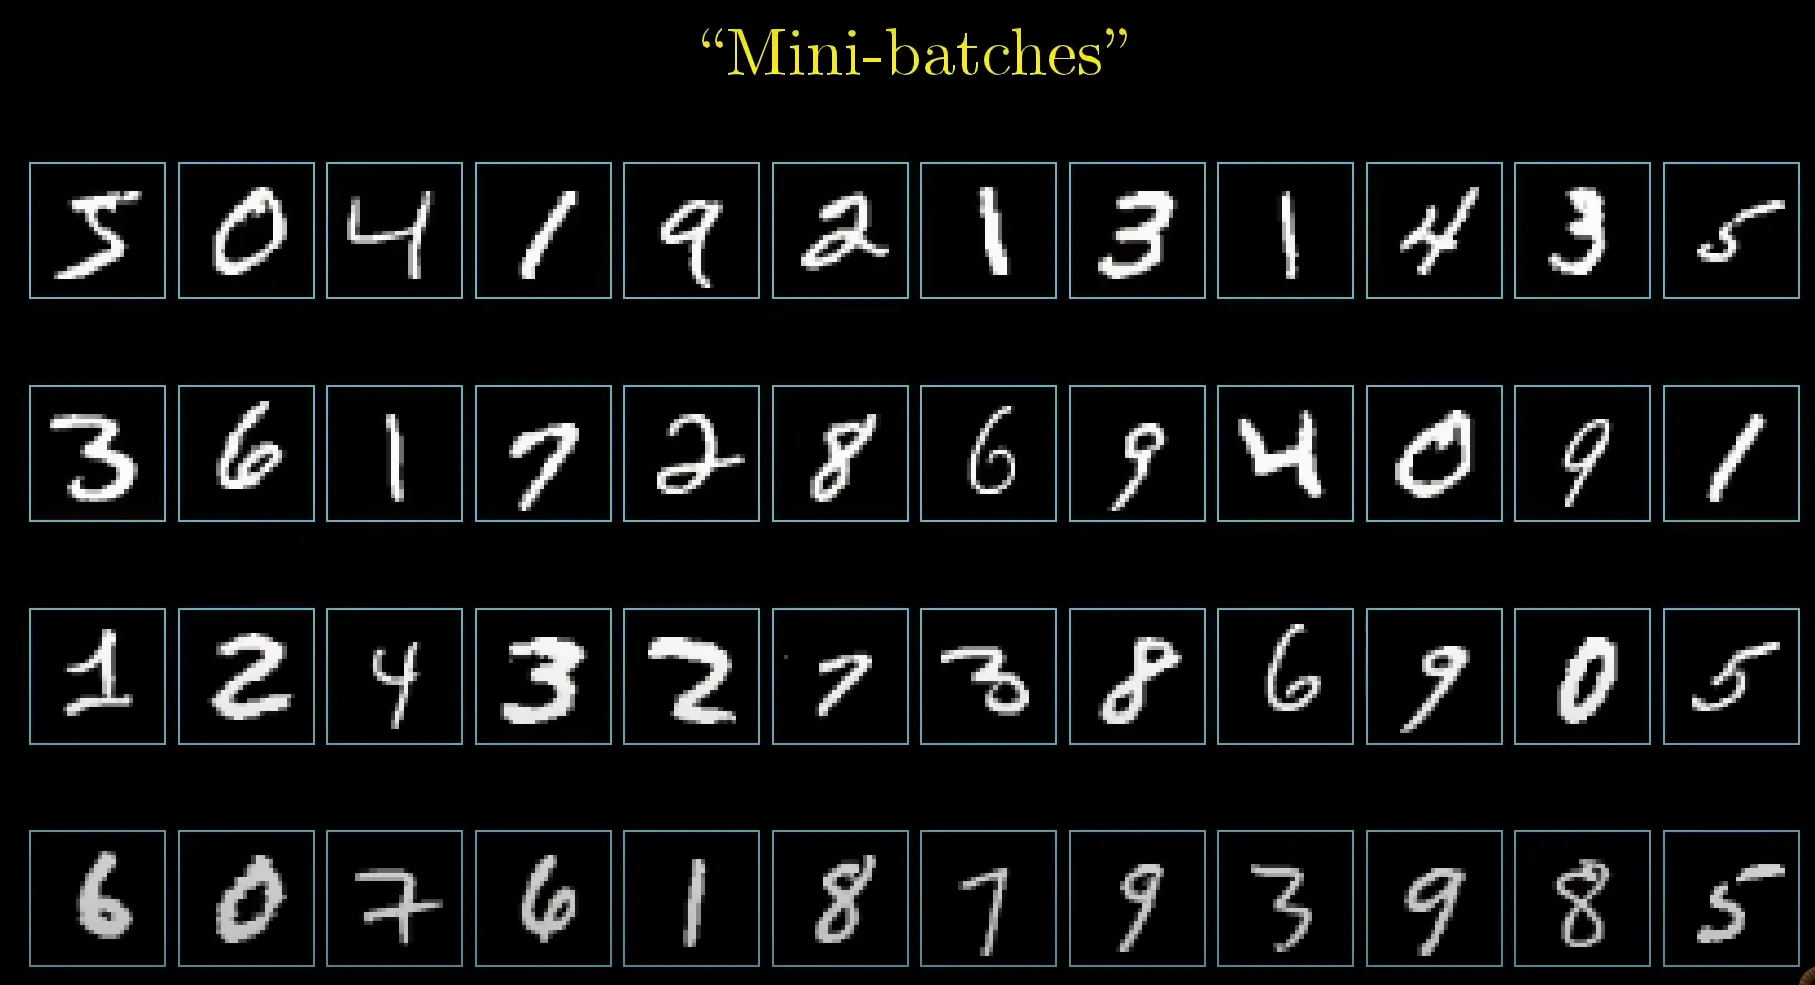 “Mini-batches”
5 0 4 1 9 2 1 3 1 4 3 5
3 6 1 7 2 8 6 9 4 0 9 1
1 2 4 3 2 7 3 8 6 9 0 5
6 0 7 6 1 8 7 9 3 9 8 5